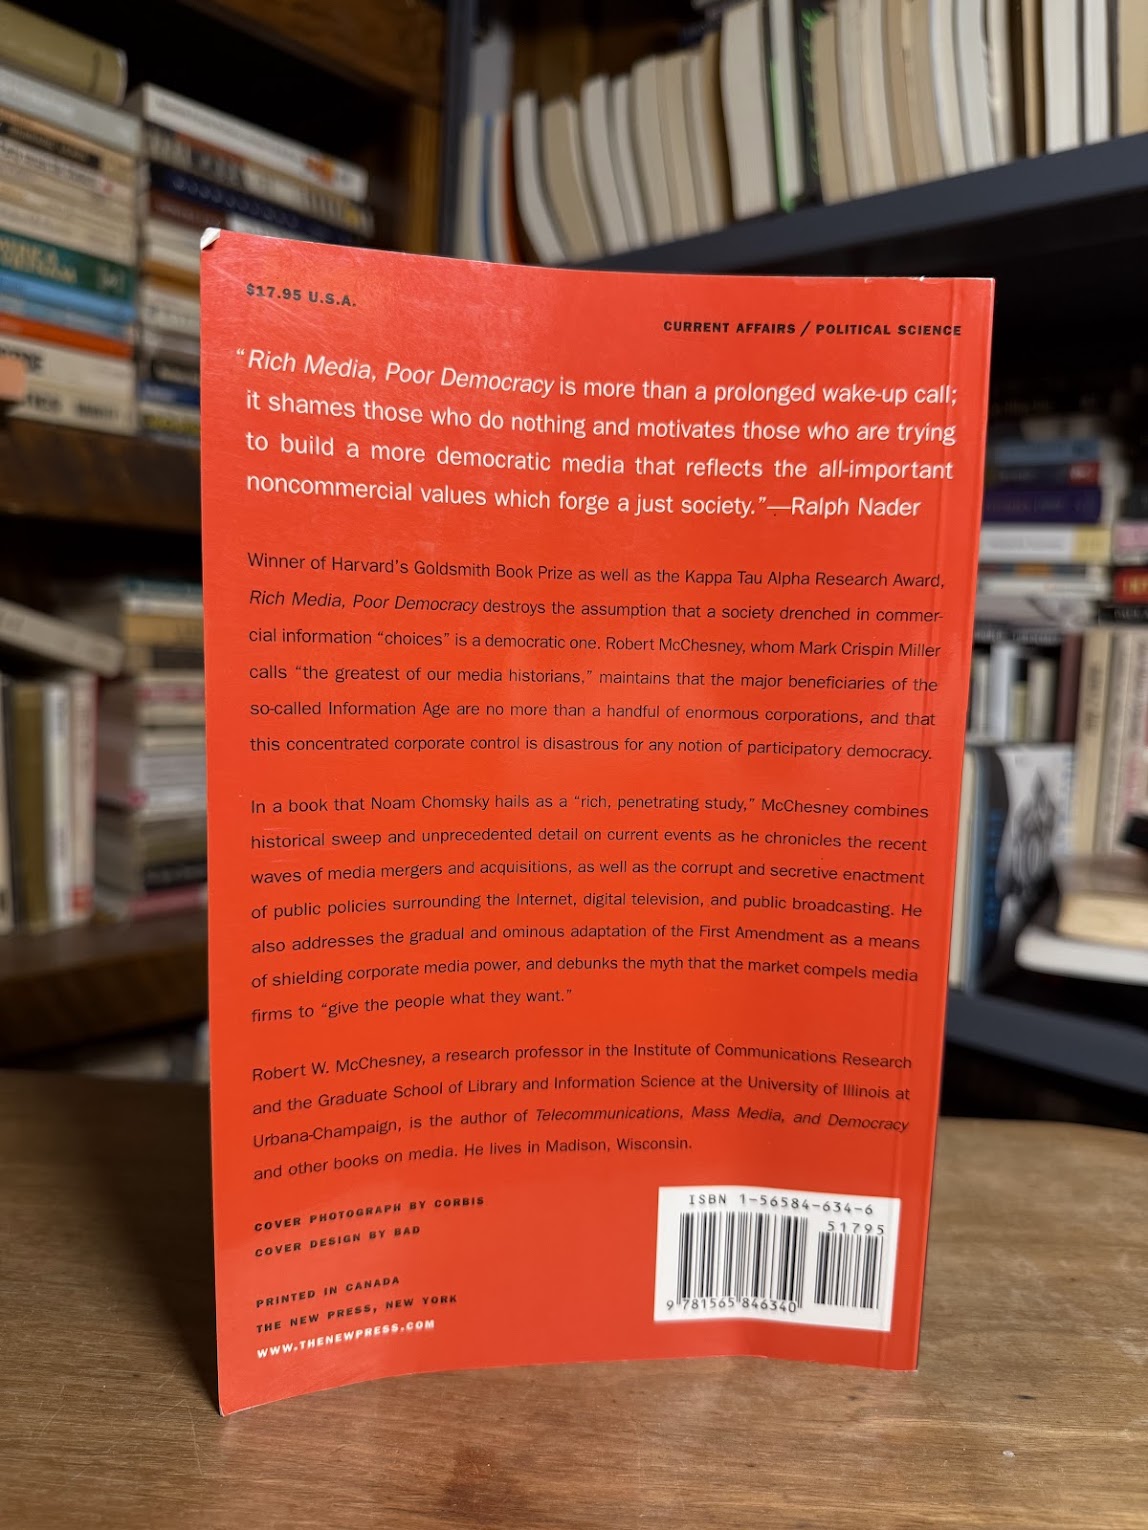 $17.95 U.S.A.
CURRENT AFFAIRS / POLITICAL SCIENCE
“Rich Media, Poor Democracy is more than a prolonged wake-up call;
it shames those who do nothing and motivates those who are trying
to build a more democratic media that reflects the all-important
noncommercial values which forge a just society.”—Ralph Nader
Winner of Harvard's Goldsmith Book Prize as well as the Kappa Tau Alpha Research Award,
Rich Media, Poor Democracy destroys the assumption that a society drenched in commer-
cial information “choices” is a democratic one. Robert McChesney, whom Mark Crispin Miller
calls “the greatest of our media historians,” maintains that the major beneficiaries of the
so-called Information Age are no more than a handful of enormous corporations, and that
this concentrated corporate control is disastrous for any notion of participatory democracy.
In a book that Noam Chomsky hails as a “rich, penetrating study,” McChesney combines
historical sweep and unprecedented detail on current events as he chronicles the recent
waves of media mergers and acquisitions, as well as the corrupt and secretive enactment
of public policies surrounding the Internet, digital television, and public broadcasting. He
also addresses the gradual and ominous adaptation of the First Amendment as a means
of shielding corporate media power, and debunks the myth that the market compels media
firms to “give the people what they want.”
Robert W. McChesney, a research professor in the Institute of Communications Research
and the Graduate School of Library and Information Science at the University of Illinois at
Urbana-Champaign, is the author of Telecommunications, Mass Media, and Democracy
and other books on media. He lives in Madison, Wisconsin.
COVER PHOTOGRAPH BY CORBIS
COVER DESIGN BY BAD
PRINTED IN CANADA
THE NEW PRESS, NEW YORK
WWW.THENEWPRESS.COM
ISBN 1-56584-634-6
51795
9 781565 846340